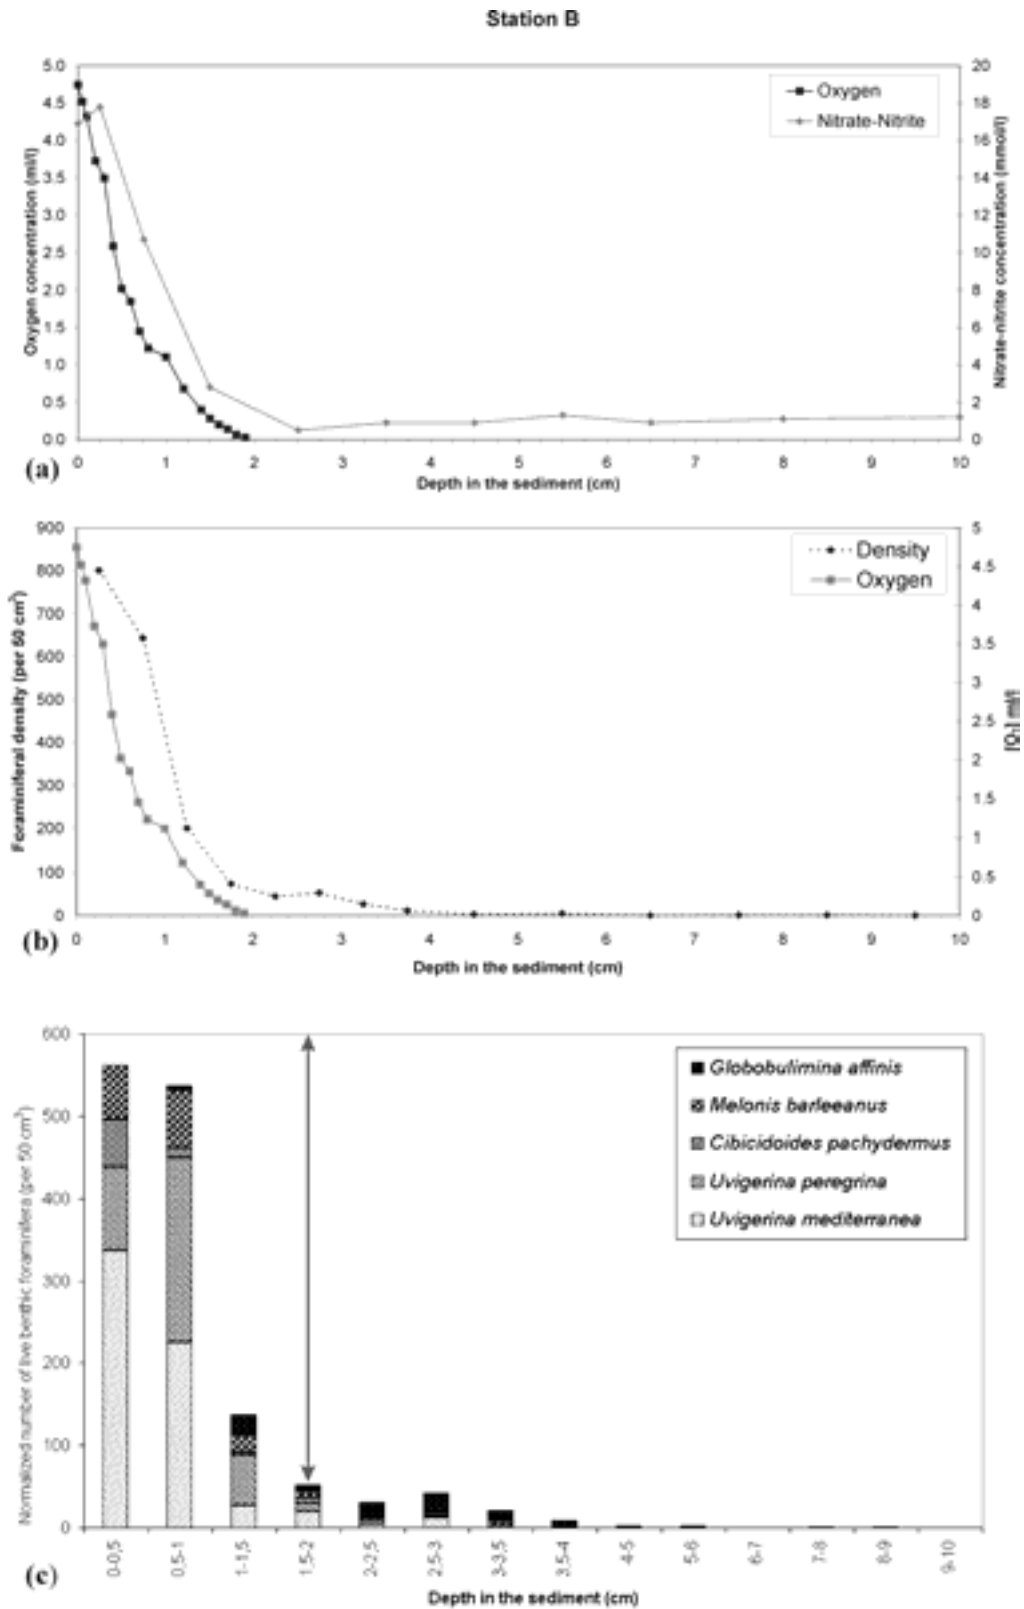 Station B
5.0
4.5
4.0
3.5
3.0
2.5
2.0
1.5
1.0
0.5
0.0
Oxygen concentration (ml/l)
20
18
16
14
12
10
8
6
4
2
0
Nitrate-nitrite concentration (mmol/l)
Oxygen
Nitrate-Nitrite
0 1 2 3 4 5 6 7 8 9 10
Depth in the sediment (cm)
(a)
900
800
700
600
500
400
300
200
100
0
Foraminiferal density (per 50 cm³)
5
4.5
4
3.5
3
2.5
2
1.5
1
0.5
0
[O₂] ml/l
Density
Oxygen
0 1 2 3 4 5 6 7 8 9 10
Depth in the sediment (cm)
(b)
600
500
400
300
200
100
0
Normalized number of live benthic foraminifera (per 50 cm³)
Globobulimina affinis
Melonis barleeanus
Cibicidoides pachydermus
Uvigerina peregrina
Uvigerina mediterranea
0-0,5 0,5-1 1-1,5 1,5-2 2-2,5 2,5-3 3-3,5 3,5-4 4-5 5-6 6-7 7-8 8-9 9-10
Depth in the sediment (cm)
(c)